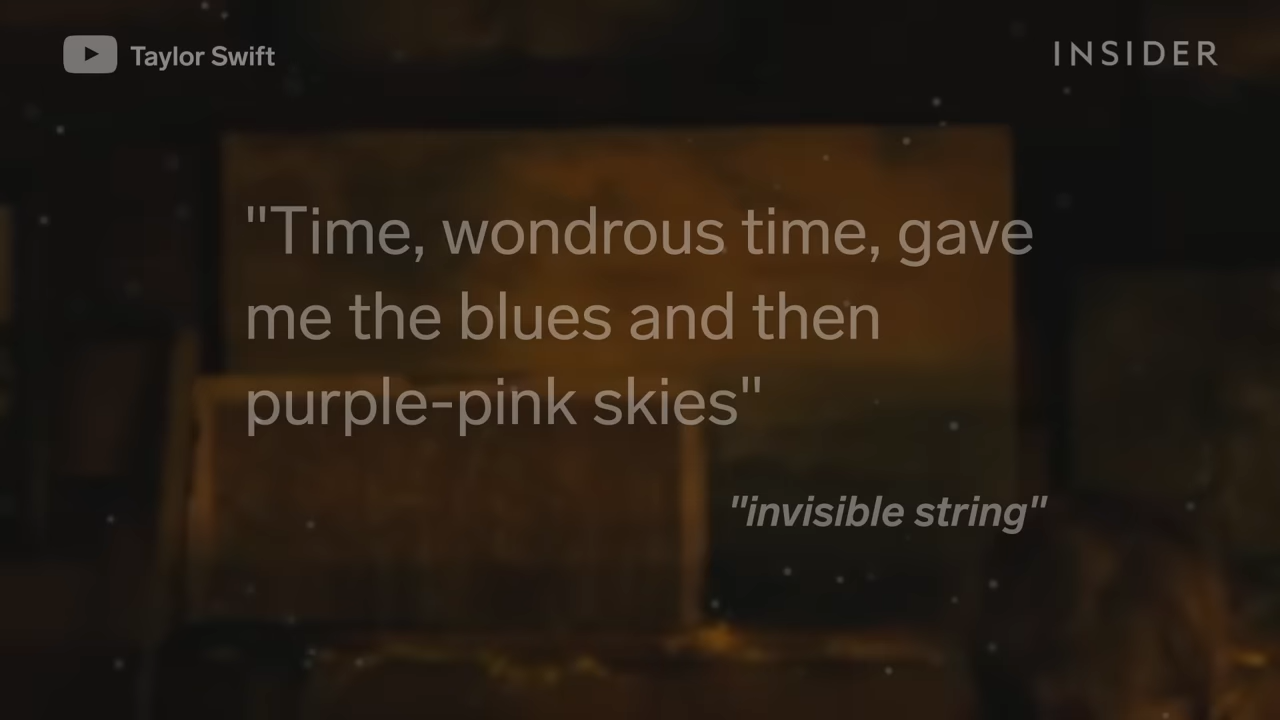 Taylor Swift
INSIDER
"Time, wondrous time, gave
me the blues and then
purple-pink skies"
"invisible string"